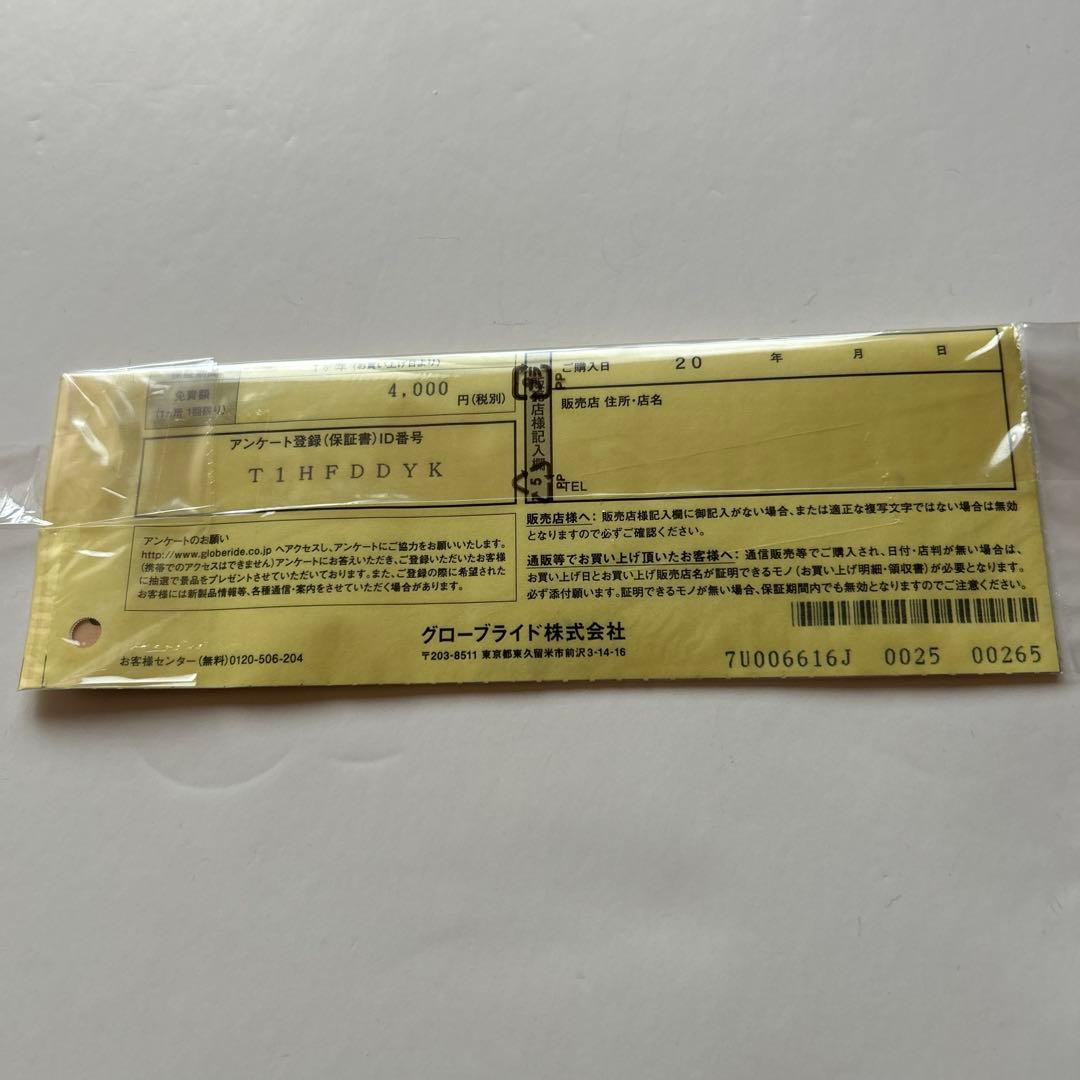 1ヵ年(お買い上げ日より)
免責額
(1ヵ所 1回限り)
4,000
円(税別)
アンケート登録(保証書)ID番号
T1HFDDYK
アンケートのお願い
http://www.globeride.co.jp へアクセスし、アンケートにご協力をお願いいたします。
(携帯でのアクセスはできません)アンケートにお答えいただき、ご登録いただいたお客様
に抽選で景品をプレゼントさせていただいております。また、ご登録の際に希望された
お客様には新製品情報等、各種通信・案内をさせていただく場合があります。
お客様センター(無料)0120-506-204
販売店様記入欄
PP
5
PP
ご購入日 20 年 月 日
販売店 住所・店名
TEL
販売店様へ:販売店様記入欄に御記入がない場合、または適正な複写文字ではない場合は無効
となりますので必ずご確認ください。
通販等でお買い上げ頂いたお客様へ:通信販売等でご購入され、日付・店判が無い場合は、
お買い上げ日とお買い上げ販売店名が証明できるモノ(お買い上げ明細・領収書)が必要となります。
必ず添付願います。証明できるモノが無い場合、保証期間内でも無効となりますのでご注意ください。
グローブライド株式会社
〒203-8511 東京都東久留米市前沢3-14-16
7U006616J 0025 00265